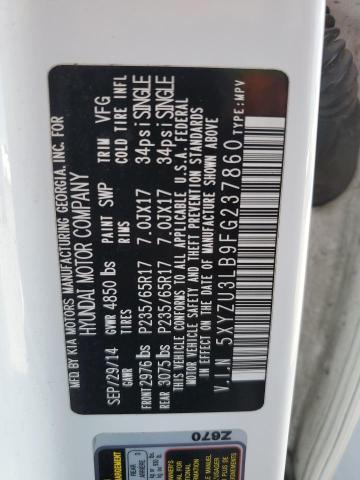 MFD BY KIA MOTORS MANUFACTURING GEORGIA, INC. FOR
HYUNDAI MOTOR COMPANY
SEP/29/14 GVWR 4850 lbs PAINT SWP TRIM VFG
GAWR RIMS COLD TIRE INFL
FRONT 2976 lbs P235/65R17 7.0JX17 34psi SINGLE
REAR 3075 lbs P235/65R17 7.0JX17 34psi SINGLE
THIS VEHICLE CONFORMS TO ALL APPLICABLE U.S.A. FEDERAL
MOTOR VEHICLE SAFETY, BUMPER, AND THEFT PREVENTION STANDARDS
IN EFFECT ON THE DATE OF MANUFACTURE SHOWN ABOVE.
V.I.N 5XYZU3LB9FG237860 TYPE:MPV
Z670
REAR
ARRIERE